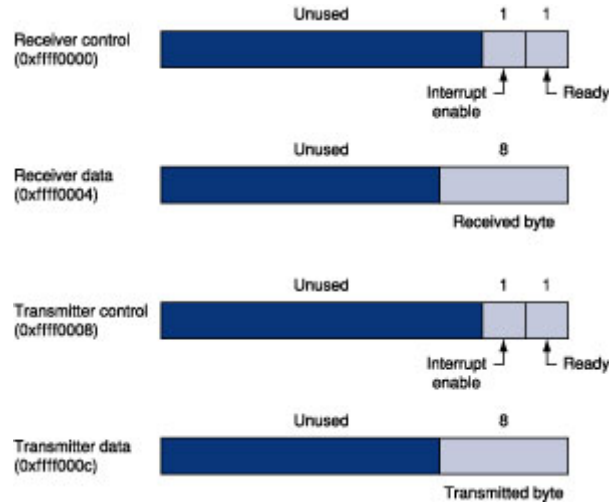 Unused 1 1
Receiver control
(0xffff0000)
Interrupt
enable
Ready
Unused 8
Receiver data
(0xffff0004)
Received byte
Unused 1 1
Transmitter control
(0xffff0008)
Interrupt
enable
Ready
Unused 8
Transmitter data
(0xffff000c)
Transmitted byte